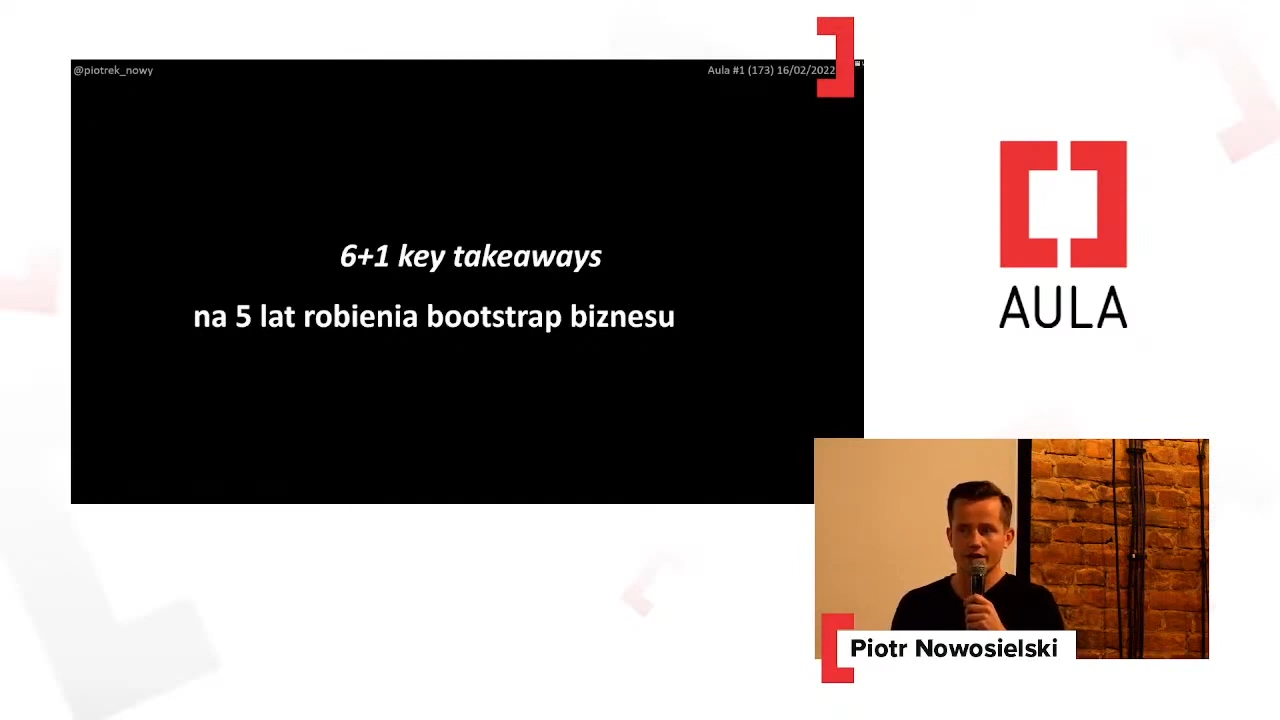 @piotrek_nowy
Aula #1 (173) 16/02/2022
6+1 key takeaways
na 5 lat robienia bootstrap biznesu
AULA
Piotr Nowosielski